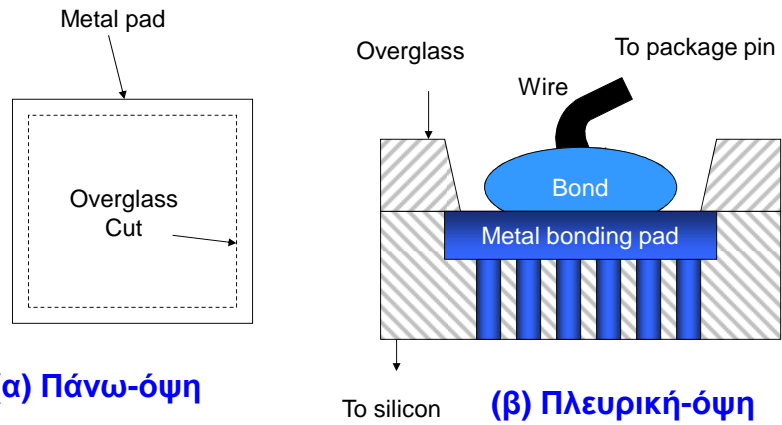 Metal pad
Overglass
Cut
(α) Πάνω-όψη
Overglass
To package pin
Wire
Bond
Metal bonding pad
To silicon
(β) Πλευρική-όψη